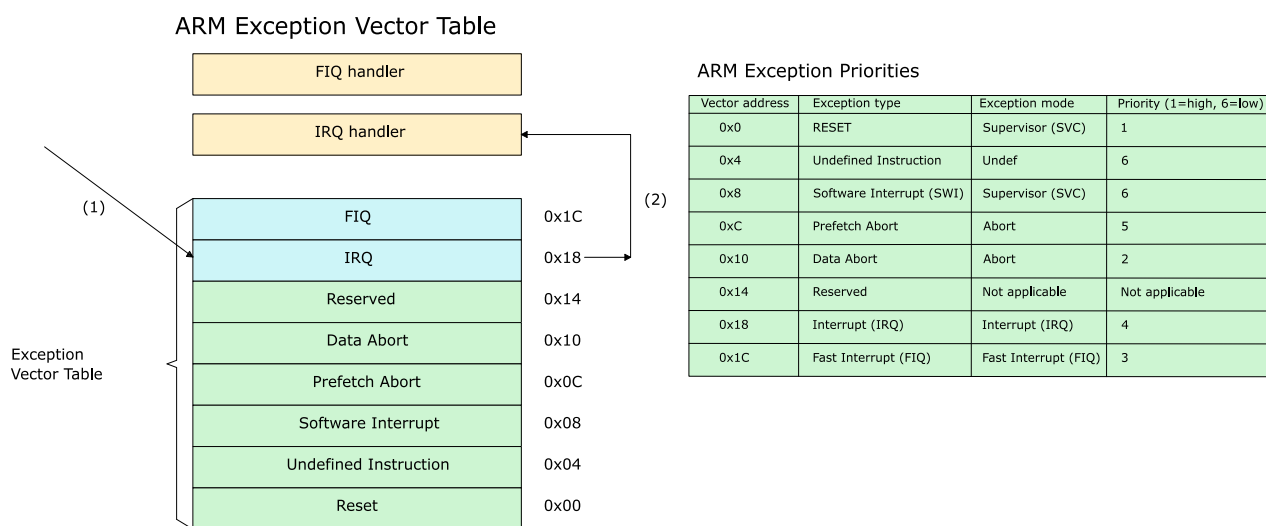 ARM Exception Vector Table
FIQ handler
IRQ handler
(1)
(2)
FIQ 0x1C
IRQ 0x18
Reserved 0x14
Data Abort 0x10
Prefetch Abort 0x0C
Software Interrupt 0x08
Undefined Instruction 0x04
Reset 0x00
Exception
Vector Table
ARM Exception Priorities
Vector address Exception type Exception mode Priority (1=high, 6=low)
0x0 RESET Supervisor (SVC) 1
0x4 Undefined Instruction Undef 6
0x8 Software Interrupt (SWI) Supervisor (SVC) 6
0xC Prefetch Abort Abort 5
0x10 Data Abort Abort 2
0x14 Reserved Not applicable Not applicable
0x18 Interrupt (IRQ) Interrupt (IRQ) 4
0x1C Fast Interrupt (FIQ) Fast Interrupt (FIQ) 3